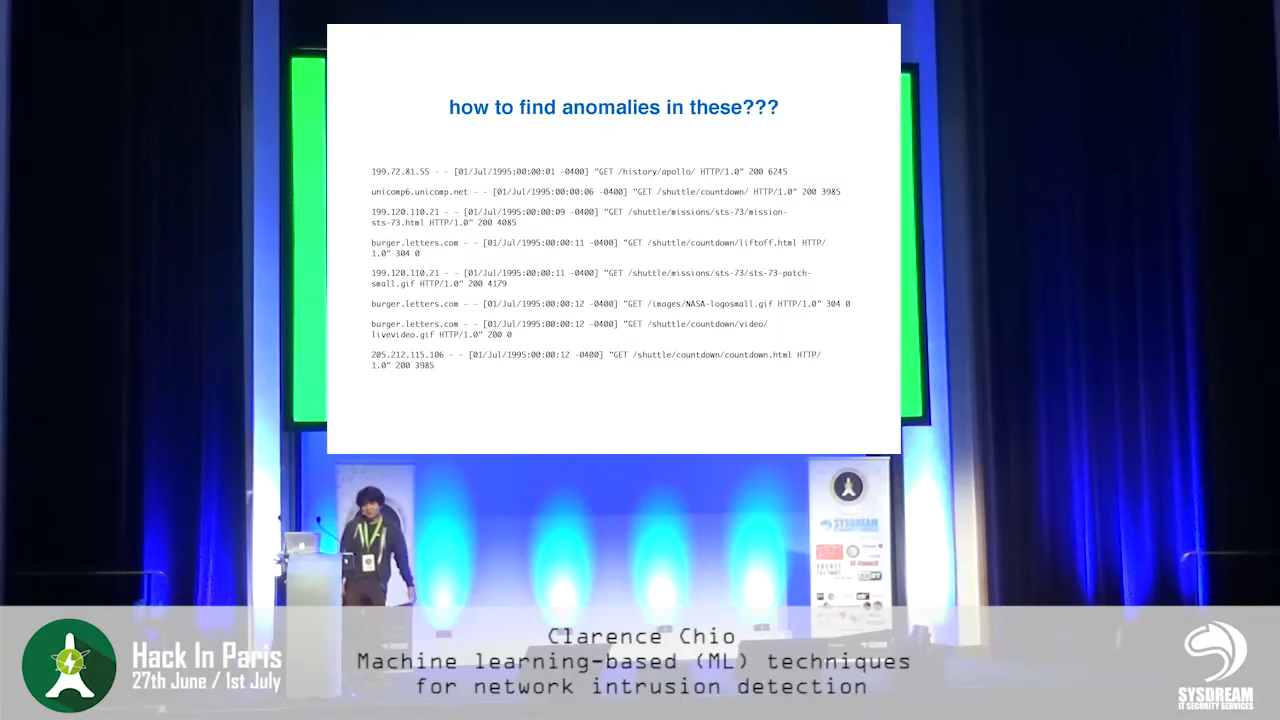 how to find anomalies in these???
199.72.81.55 - - [01/Jul/1995:00:00:01 -0400] "GET /history/apollo/ HTTP/1.0" 200 6245
unicomp6.unicomp.net - - [01/Jul/1995:00:00:06 -0400] "GET /shuttle/countdown/ HTTP/1.0" 200 3985
199.120.110.21 - - [01/Jul/1995:00:00:09 -0400] "GET /shuttle/missions/sts-73/mission-
sts-73.html HTTP/1.0" 200 4085
burger.letters.com - - [01/Jul/1995:00:00:11 -0400] "GET /shuttle/countdown/liftoff.html HTTP/
1.0" 304 0
199.120.110.21 - - [01/Jul/1995:00:00:11 -0400] "GET /shuttle/missions/sts-73/sts-73-patch-
small.gif HTTP/1.0" 200 4179
burger.letters.com - - [01/Jul/1995:00:00:12 -0400] "GET /images/NASA-logosmall.gif HTTP/1.0" 304 0
burger.letters.com - - [01/Jul/1995:00:00:12 -0400] "GET /shuttle/countdown/video/
livevideo.gif HTTP/1.0" 200 0
205.212.115.106 - - [01/Jul/1995:00:00:12 -0400] "GET /shuttle/countdown/countdown.html HTTP/
1.0" 200 3985
SYSDREAM
Clarence Chio
Machine learning-based (ML) techniques
for network intrusion detection
Hack In Paris
27th June / 1st July
SYSDREAM
IT SECURITY SERVICES